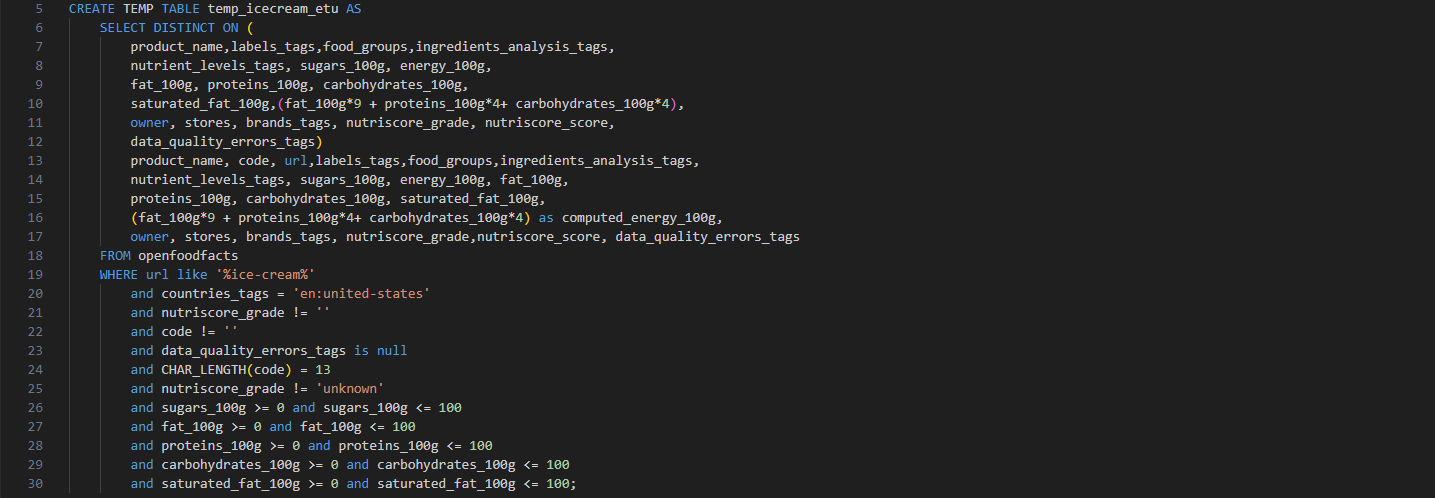 5 CREATE TEMP TABLE temp_icecream_etu AS
6 SELECT DISTINCT ON (
7 product_name,labels_tags,food_groups,ingredients_analysis_tags,
8 nutrient_levels_tags, sugars_100g, energy_100g,
9 fat_100g, proteins_100g, carbohydrates_100g,
10 saturated_fat_100g,(fat_100g*9 + proteins_100g*4+ carbohydrates_100g*4),
11 owner, stores, brands_tags, nutriscore_grade, nutriscore_score,
12 data_quality_errors_tags)
13 product_name, code, url,labels_tags,food_groups,ingredients_analysis_tags,
14 nutrient_levels_tags, sugars_100g, energy_100g, fat_100g,
15 proteins_100g, carbohydrates_100g, saturated_fat_100g,
16 (fat_100g*9 + proteins_100g*4+ carbohydrates_100g*4) as computed_energy_100g,
17 owner, stores, brands_tags, nutriscore_grade,nutriscore_score, data_quality_errors_tags
18 FROM openfoodfacts
19 WHERE url like '%ice-cream%'
20 and countries_tags = 'en:united-states'
21 and nutriscore_grade != ''
22 and code != ''
23 and data_quality_errors_tags is null
24 and CHAR_LENGTH(code) = 13
25 and nutriscore_grade != 'unknown'
26 and sugars_100g >= 0 and sugars_100g <= 100
27 and fat_100g >= 0 and fat_100g <= 100
28 and proteins_100g >= 0 and proteins_100g <= 100
29 and carbohydrates_100g >= 0 and carbohydrates_100g <= 100
30 and saturated_fat_100g >= 0 and saturated_fat_100g <= 100;